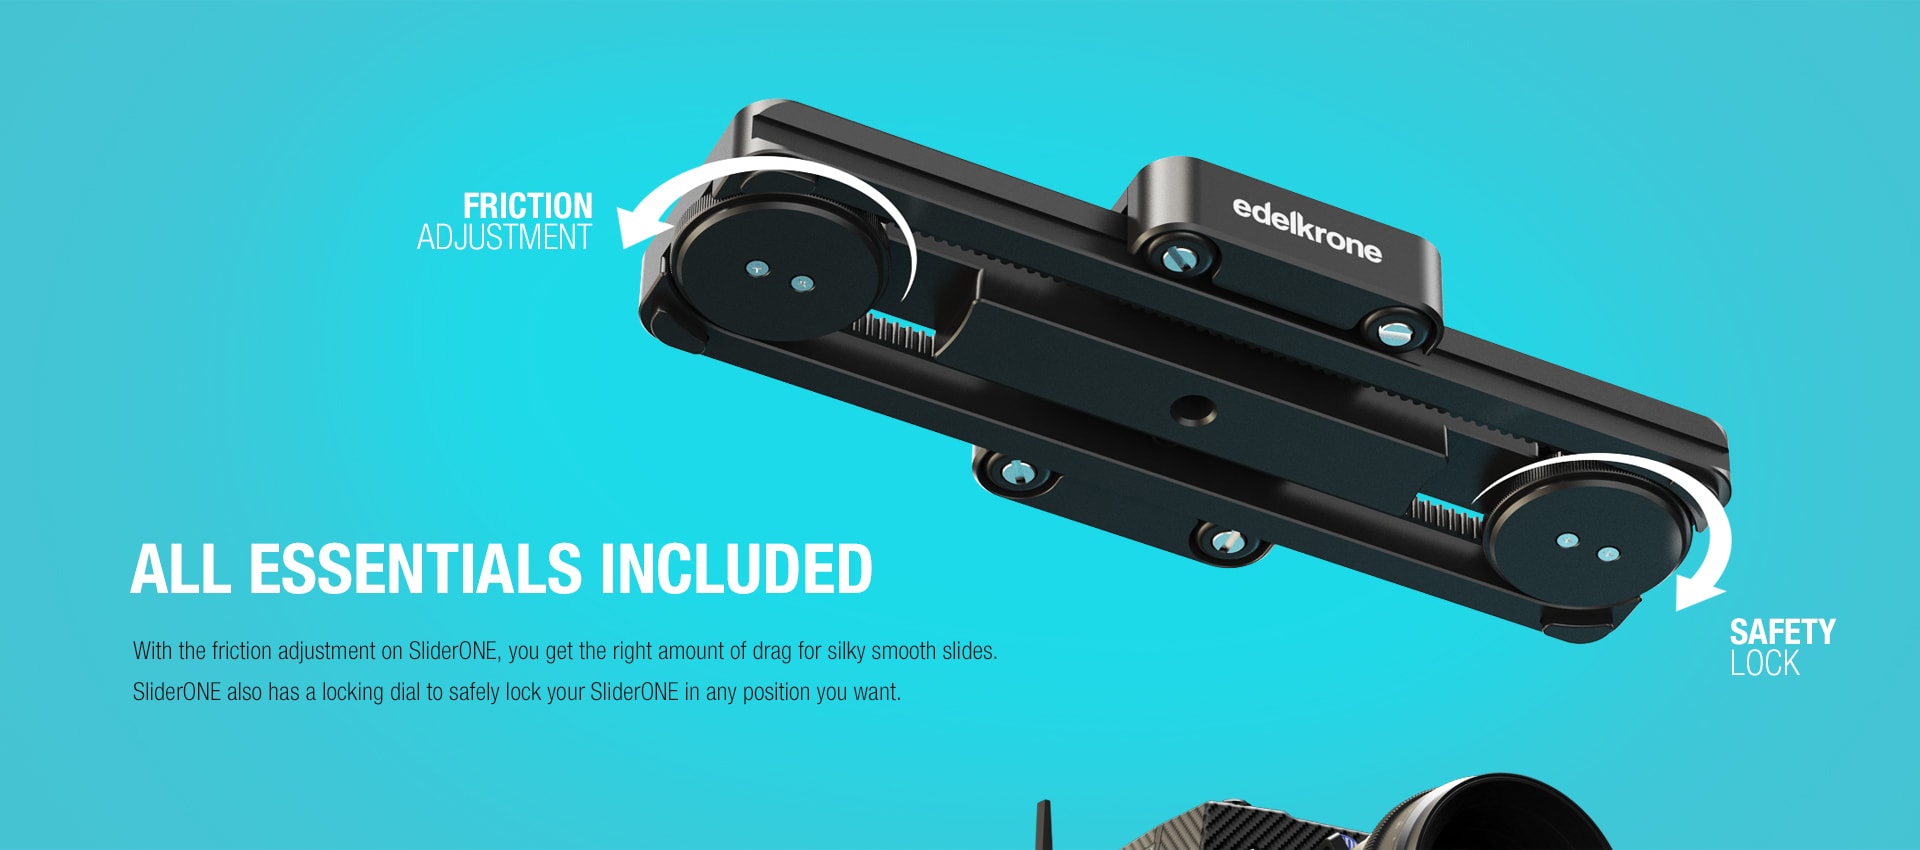 edelkrone
FRICTION
ADJUSTMENT
ALL ESSENTIALS INCLUDED
With the friction adjustment on SliderONE, you get the right amount of drag for silky smooth slides.
SliderONE also has a locking dial to safely lock your SliderONE in any position you want.
SAFETY
LOCK